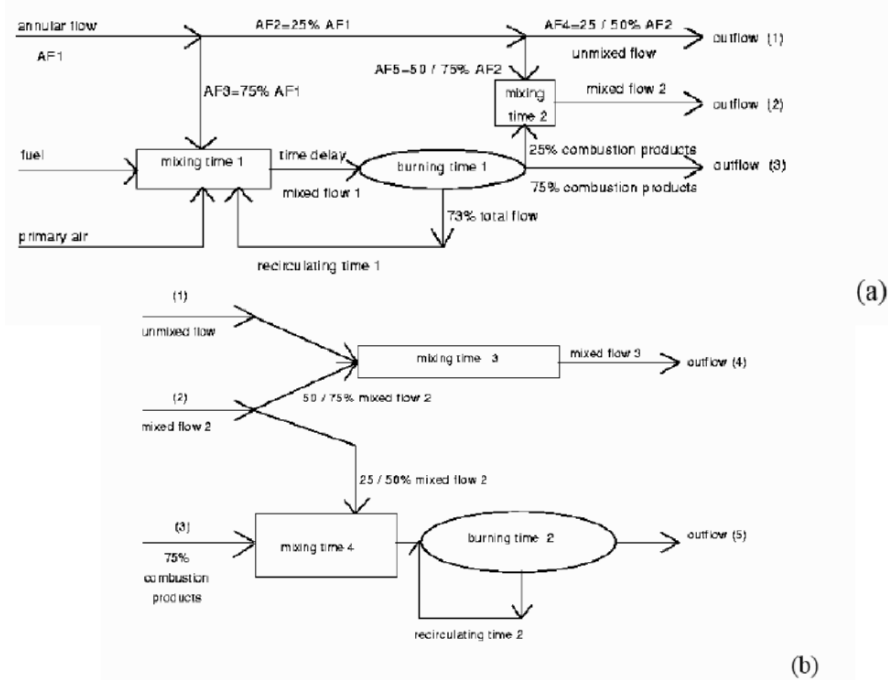 annular flow
AF1
AF2=25% AF1
AF4=25 / 50% AF2
unmixed flow
outflow (1)
AF3=75% AF1
AF5=50 / 75% AF2
mixing
time 2
mixed flow 2
outflow (2)
fuel
mixing time 1
time delay
mixed flow 1
burning time 1
25% combustion products
75% combustion products
outflow (3)
73% total flow
primary air
recirculating time 1
(a)
(1)
unmixed flow
mixing time 3
mixed flow 3
outflow (4)
(2)
mixed flow 2
50 / 75% mixed flow 2
25 / 50% mixed flow 2
(3)
75%
combustion
products
mixing time 4
burning time 2
outflow (5)
recirculating time 2
(b)